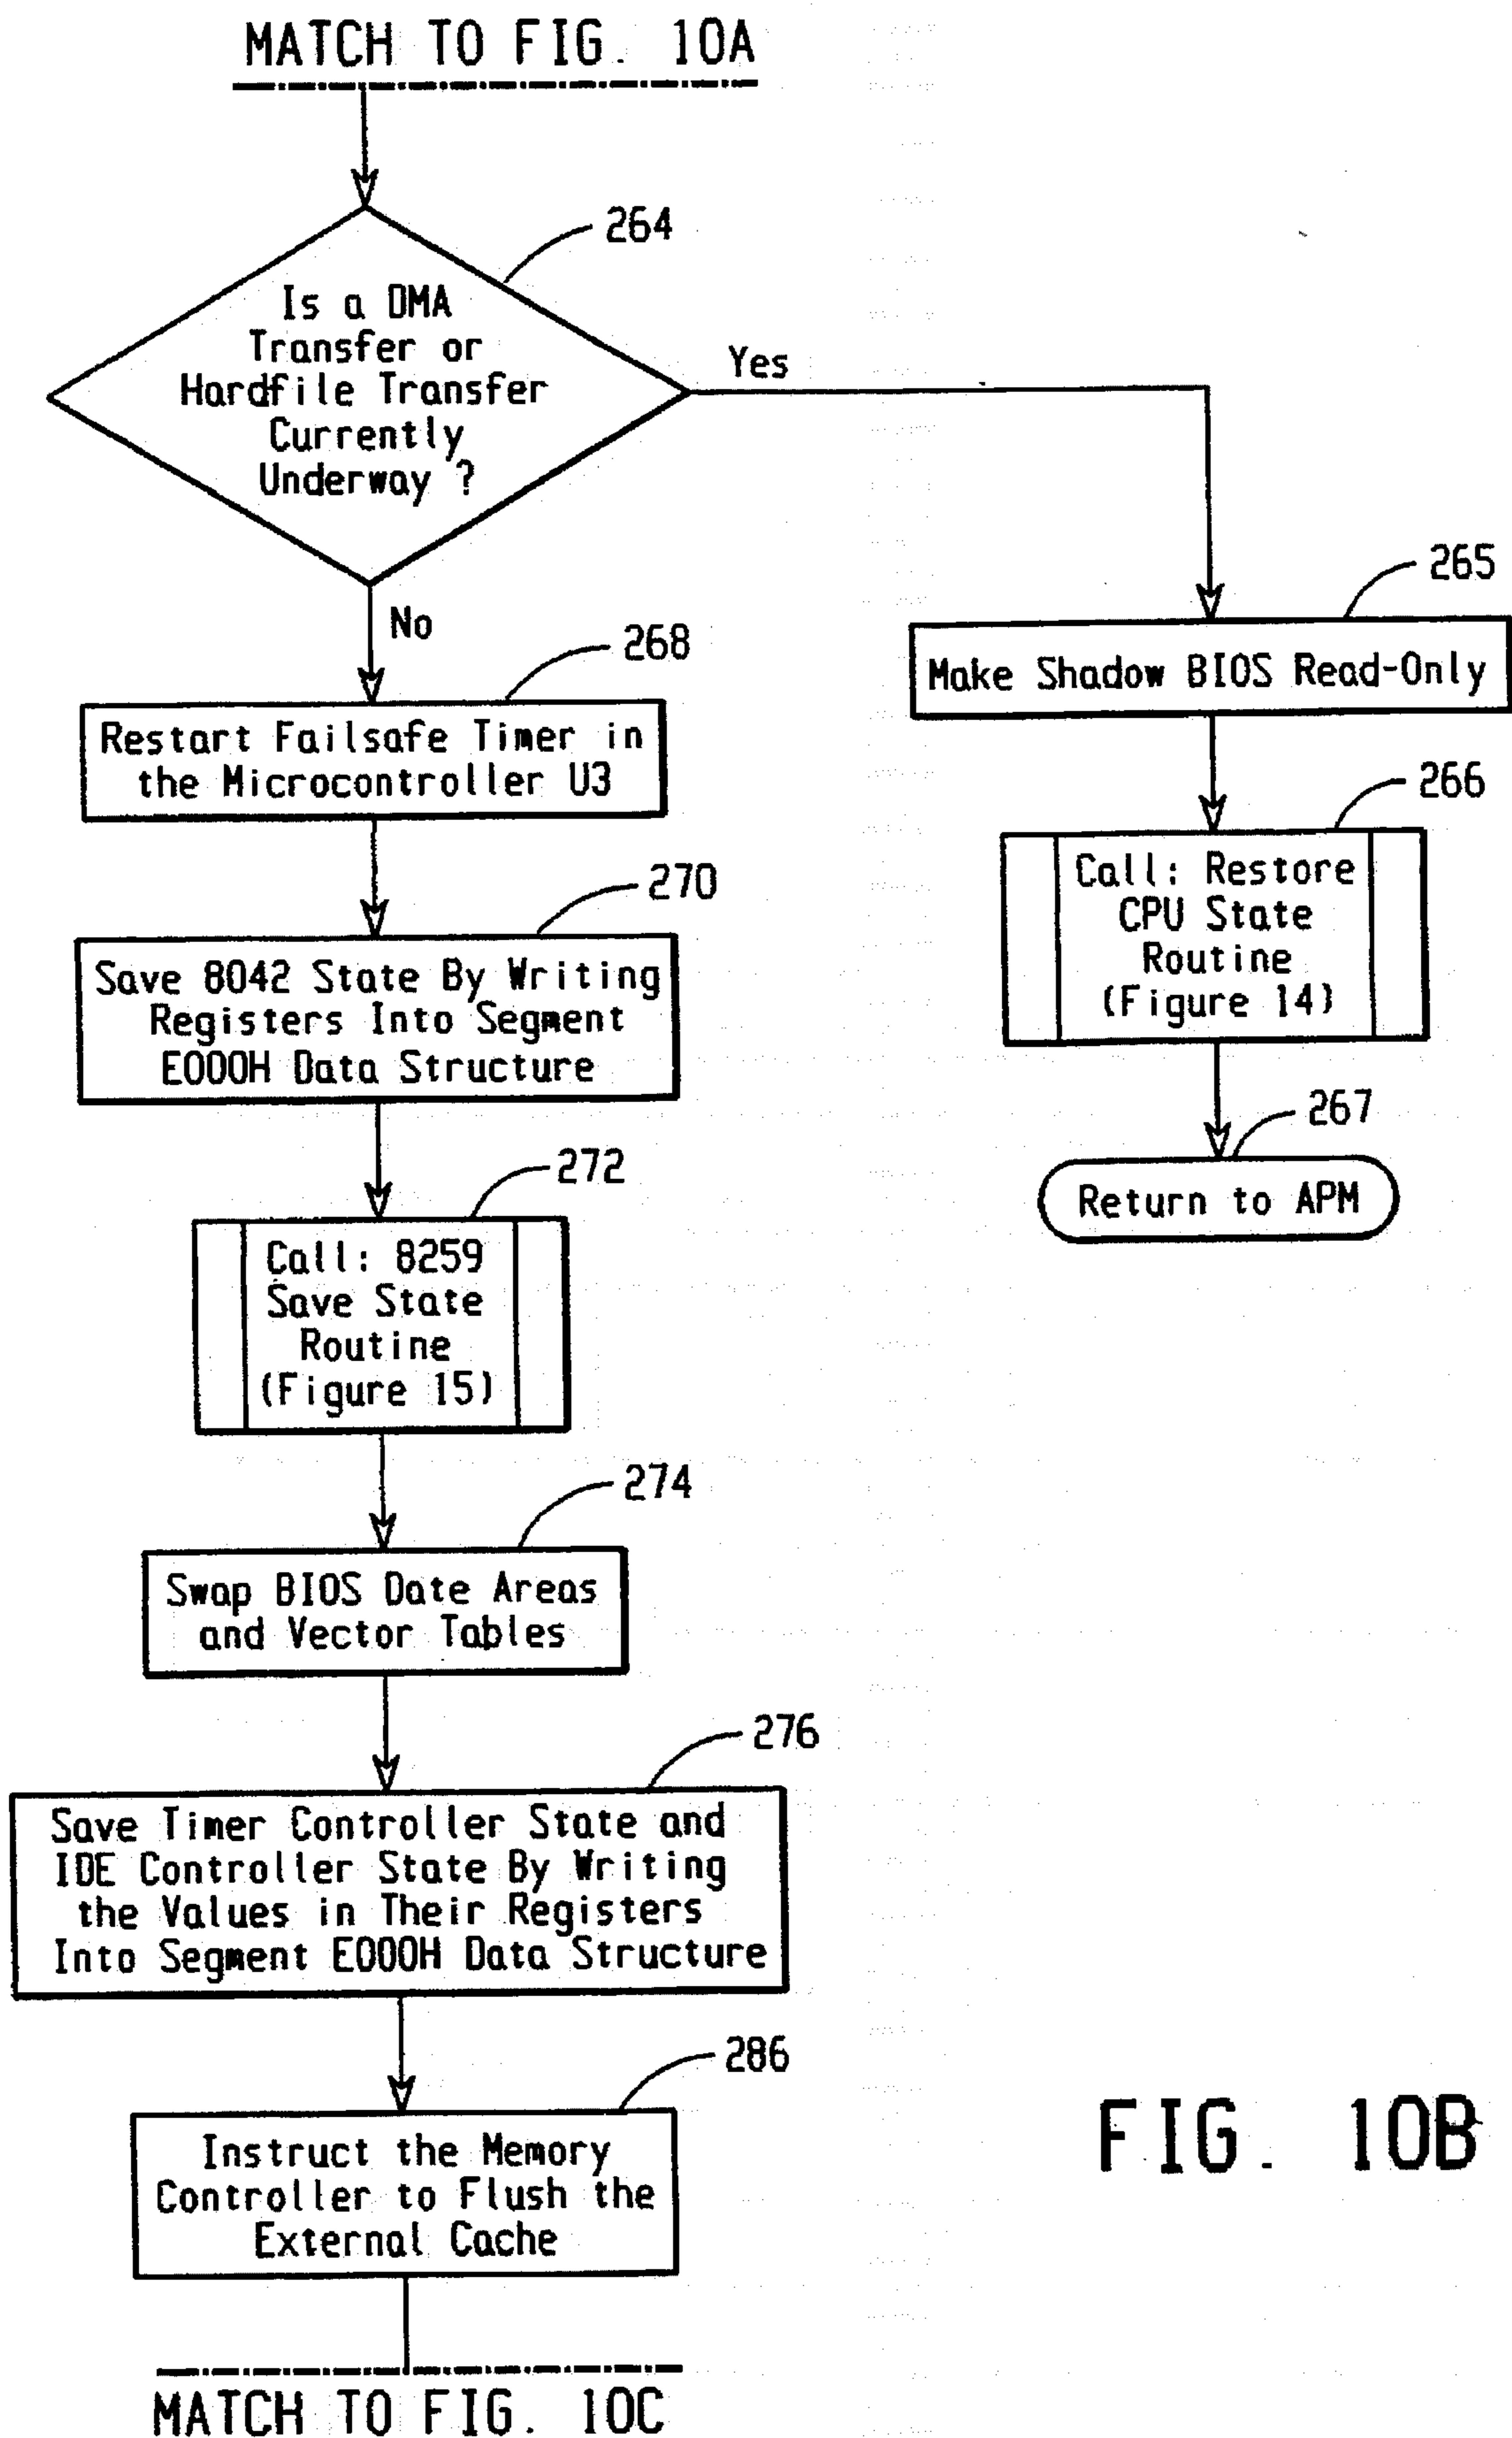 MATCH TO FIG. 10A
264
Is a DMA
Transfer or
Hardfile Transfer
Currently
Underway ?
Yes
No
265
Make Shadow BIOS Read-Only
268
Restart Failsafe Timer in
the Microcontroller U3
266
Call: Restore
CPU State
Routine
(Figure 14)
270
Save 8042 State By Writing
Registers Into Segment
E000H Data Structure
267
Return to APM
272
Call: 8259
Save State
Routine
(Figure 15)
274
Swap BIOS Date Areas
and Vector Tables
276
Save Timer Controller State and
IDE Controller State By Writing
the Values in Their Registers
Into Segment E000H Data Structure
286
Instruct the Memory
Controller to Flush the
External Cache
FIG. 10B
MATCH TO FIG. 10C